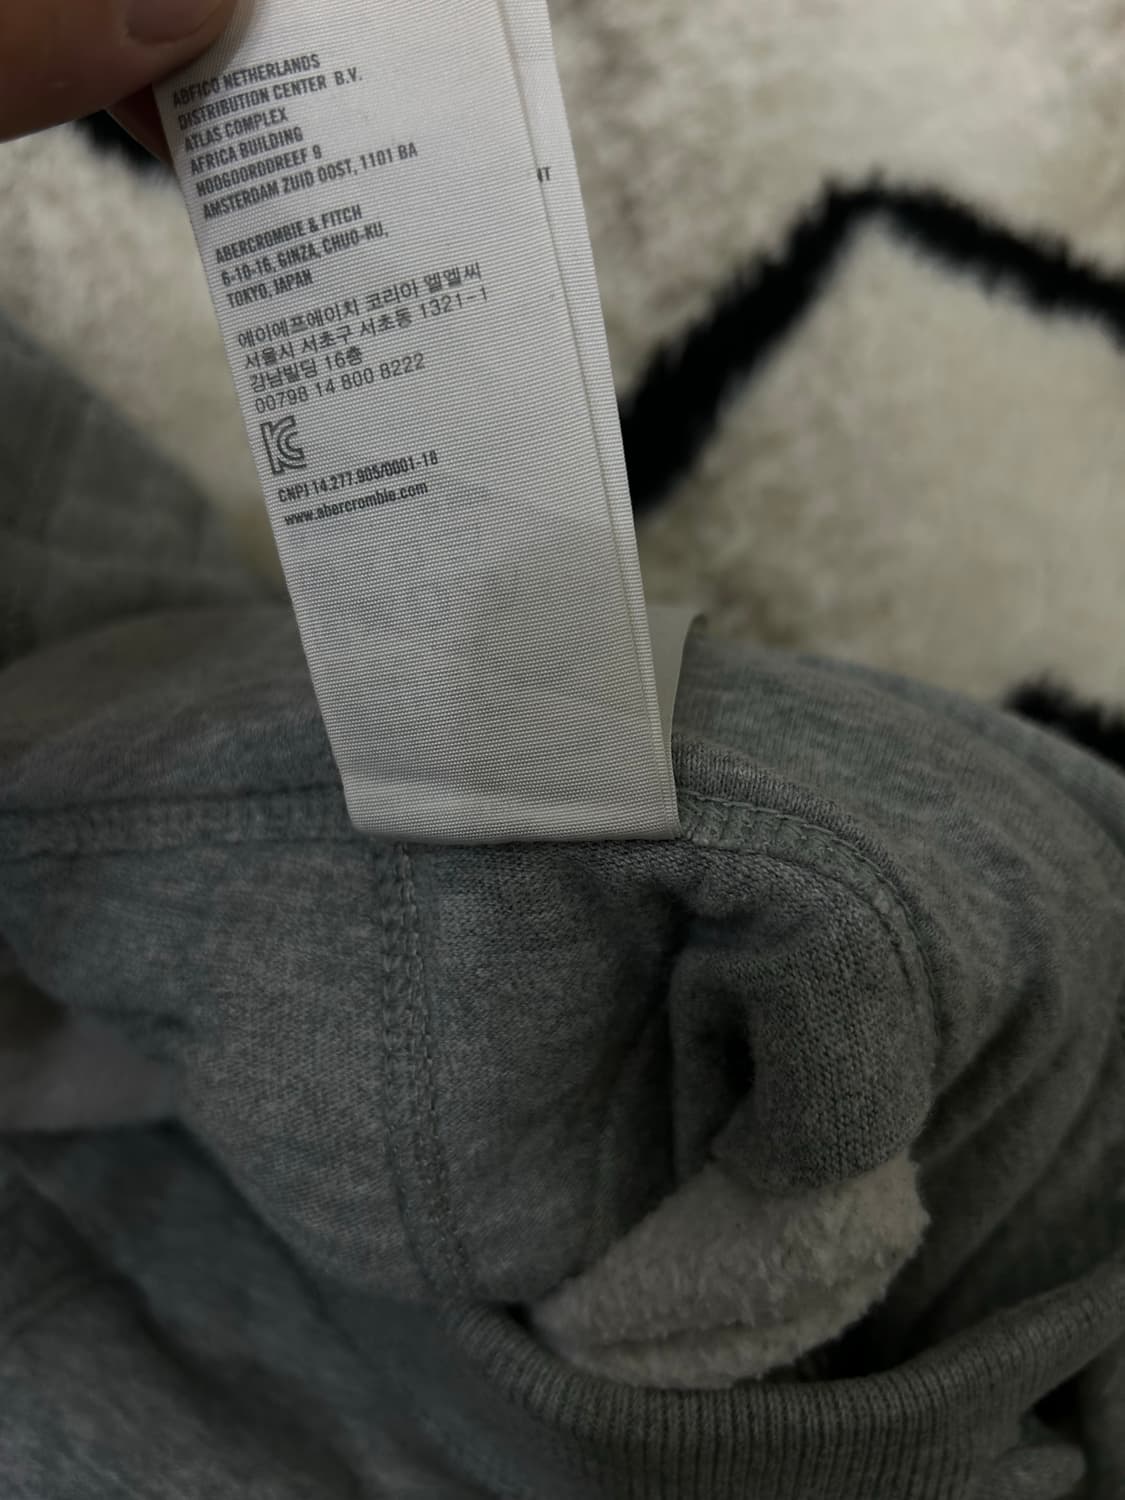 ABFICO NETHERLANDS
DISTRIBUTION CENTER B.V.
ATLAS COMPLEX
AFRICA BUILDING
HOOGOORDDREEF 9
AMSTERDAM ZUID OOST, 1101 BA
ABERCROMBIE & FITCH
6-10-15, GINZA, CHUO-KU,
TOKYO, JAPAN
에이에프에이치 코리아 엘엘씨
서울시 서초구 서초동 1321-1
강남빌딩 16층
00798 14 800 8222
CNPJ 14.277.905/0001-18
www.abercrombie.com